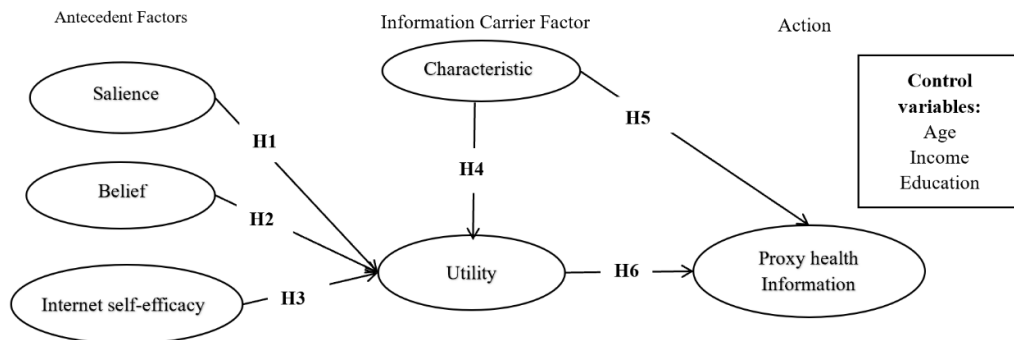 Antecedent Factors
Information Carrier Factor
Action
Salience
Characteristic
Control
variables:
Age
Income
Education
H1
H5
H4
Belief
H2
Utility
H6
Proxy health
Information
Internet self-efficacy
H3